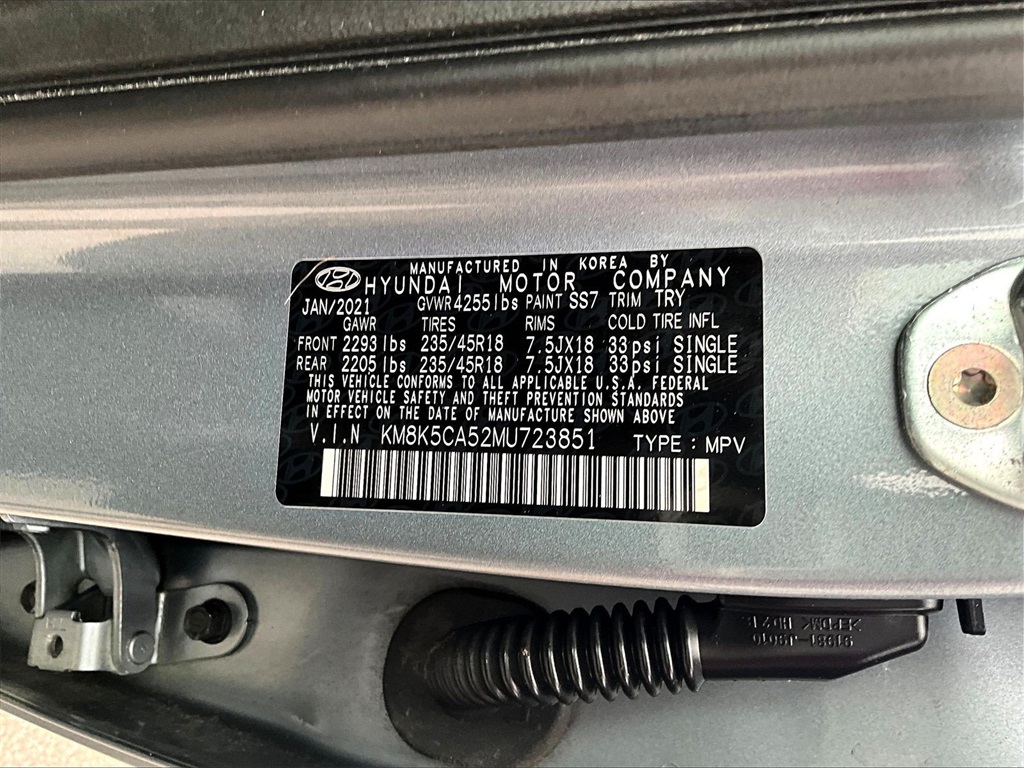 MANUFACTURED IN KOREA BY
HYUNDAI MOTOR COMPANY
JAN/2021 GVWR 4255lbs PAINT SS7 TRIM TRY
GAWR TIRES RIMS COLD TIRE INFL
FRONT 2293lbs 235/45R18 7.5JX18 33psi SINGLE
REAR 2205lbs 235/45R18 7.5JX18 33psi SINGLE
THIS VEHICLE CONFORMS TO ALL APPLICABLE U.S.A. FEDERAL
MOTOR VEHICLE SAFETY AND THEFT PREVENTION STANDARDS
IN EFFECT ON THE DATE OF MANUFACTURE SHOWN ABOVE
V.I.N KM8K5CA52MU723851 TYPE : MPV